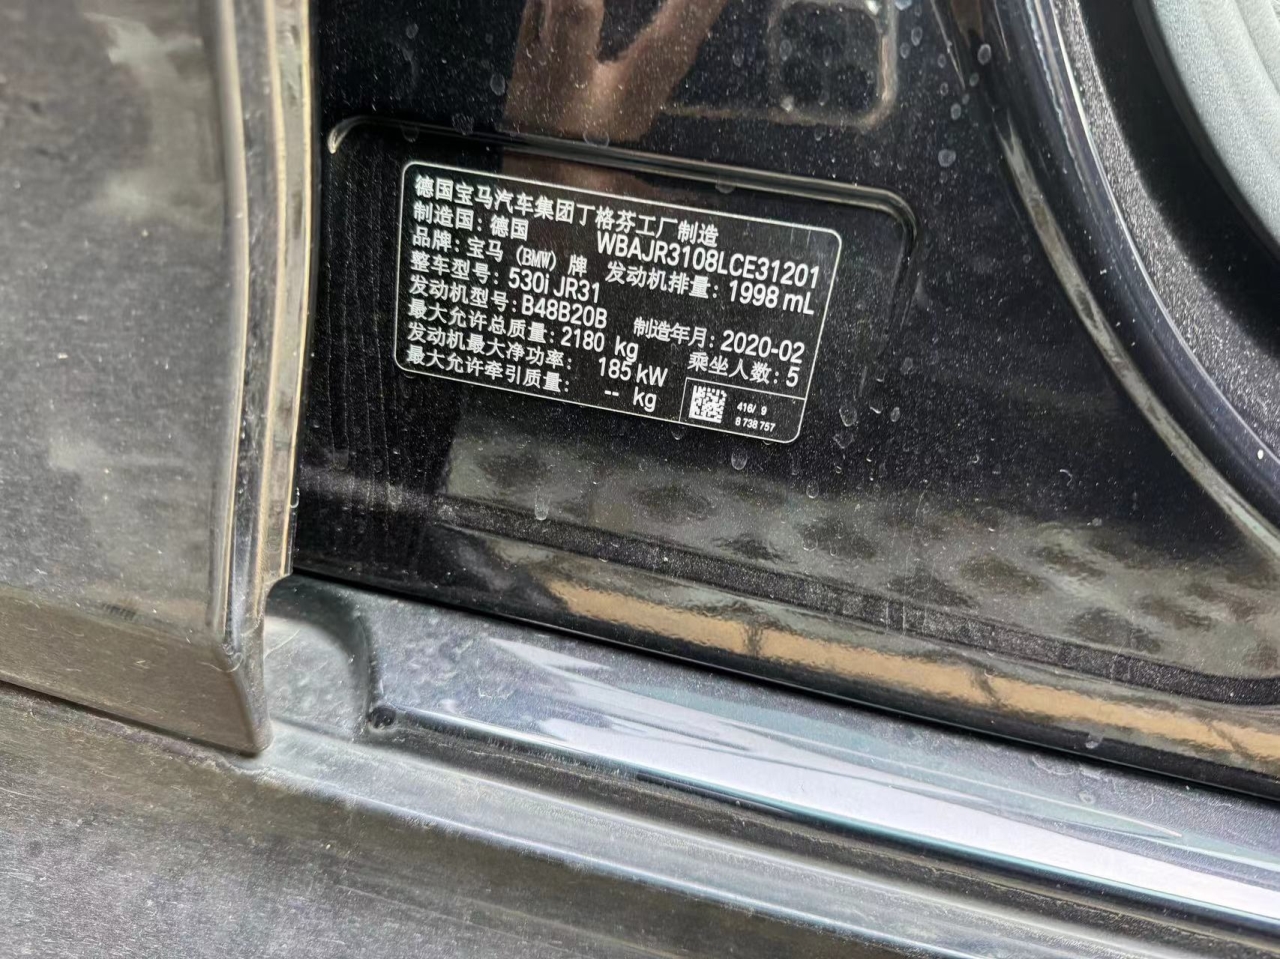 德国宝马汽车集团丁格芬工厂制造
制造国：德国 WBAJR3108LCE31201
品牌：宝马 (BMW) 牌 发动机排量：1998 mL
整车型号：530i JR31
发动机型号：B48B20B 制造年月：2020-02
最大允许总质量：2180 kg 乘坐人数：5
发动机最大净功率： 185 kW
最大允许牵引质量： -- kg
416/ 9
8 738 757